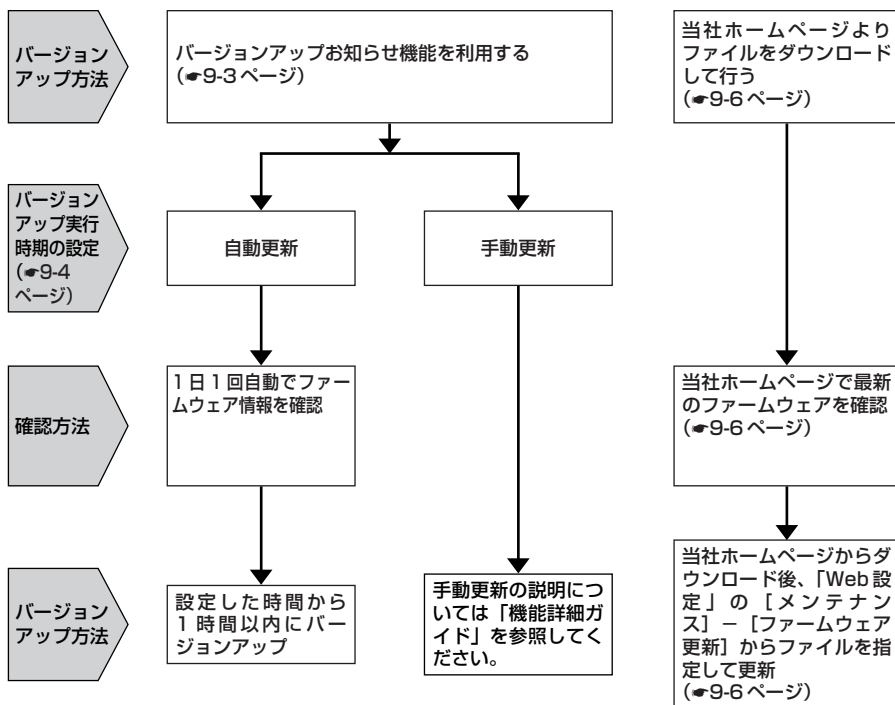 バージョン
アップ方法
バージョンアップお知らせ機能を利用する
（☛9-3 ページ）
当社ホームページより
ファイルをダウンロード
して行う
（☛9-6 ページ）
バージョン
アップ実行
時期の設定
（☛9-4
ページ）
自動更新
手動更新
確認方法
1 日 1 回自動でファー
ムウェア情報を確認
当社ホームページで最新
のファームウェアを確認
（☛9-6 ページ）
バージョン
アップ方法
設定した時間から
1 時間以内にバー
ジョンアップ
手動更新の説明につ
いては「機能詳細ガ
イド」を参照してく
ださい。
当社ホームページからダ
ウンロード後、「Web 設
定」の［メンテナン
ス］－［ファームウェア
更新］からファイルを指
定して更新
（☛9-6 ページ）